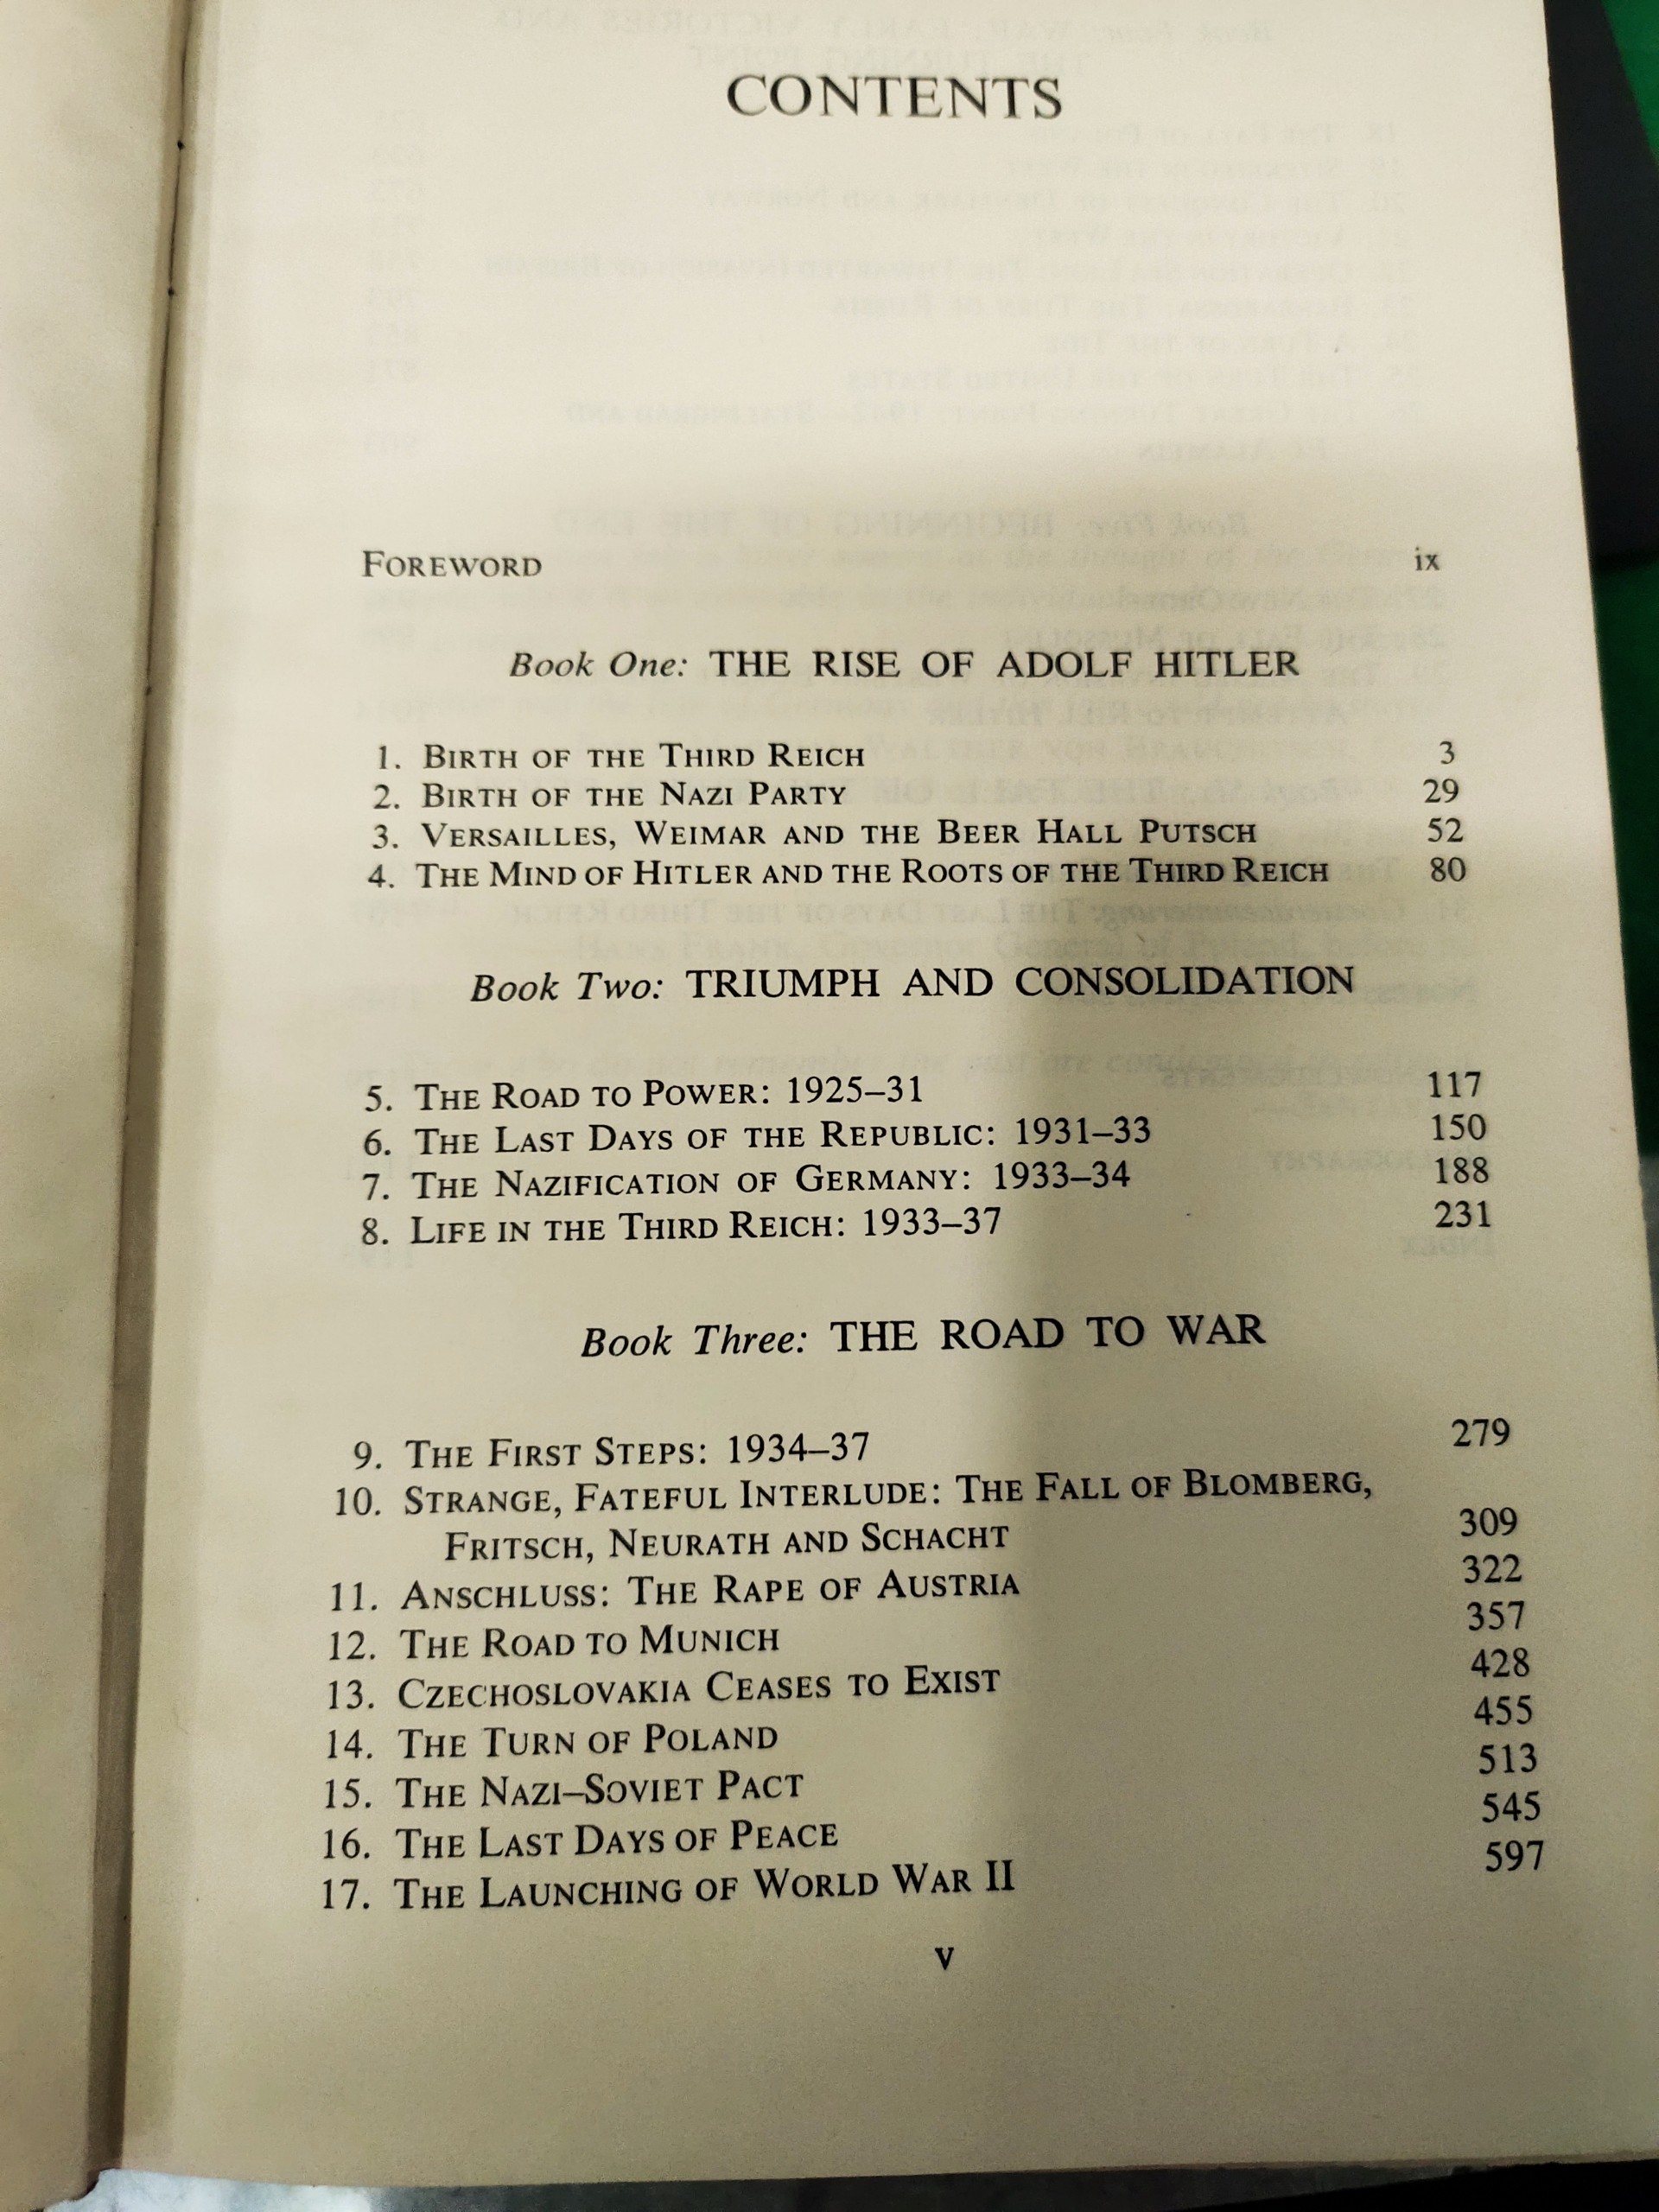 CONTENTS
FOREWORD ix
Book One: THE RISE OF ADOLF HITLER
1. BIRTH OF THE THIRD REICH 3
2. BIRTH OF THE NAZI PARTY 29
3. VERSAILLES, WEIMAR AND THE BEER HALL PUTSCH 52
4. THE MIND OF HITLER AND THE ROOTS OF THE THIRD REICH 80
Book Two: TRIUMPH AND CONSOLIDATION
5. THE ROAD TO POWER: 1925–31 117
6. THE LAST DAYS OF THE REPUBLIC: 1931–33 150
7. THE NAZIFICATION OF GERMANY: 1933–34 188
8. LIFE IN THE THIRD REICH: 1933–37 231
Book Three: THE ROAD TO WAR
9. THE FIRST STEPS: 1934–37 279
10. STRANGE, FATEFUL INTERLUDE: THE FALL OF BLOMBERG,
FRITSCH, NEURATH AND SCHACHT 309
11. ANSCHLUSS: THE RAPE OF AUSTRIA 322
12. THE ROAD TO MUNICH 357
13. CZECHOSLOVAKIA CEASES TO EXIST 428
14. THE TURN OF POLAND 455
15. THE NAZI–SOVIET PACT 513
16. THE LAST DAYS OF PEACE 545
17. THE LAUNCHING OF WORLD WAR II 597
v